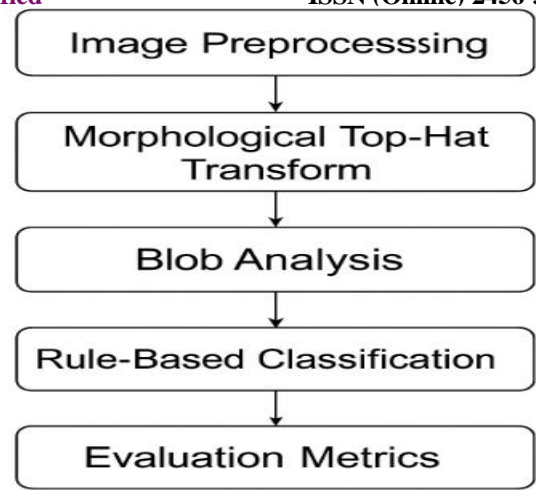 Image Preprocesssing
Morphological Top-Hat
Transform
Blob Analysis
Rule-Based Classification
Evaluation Metrics